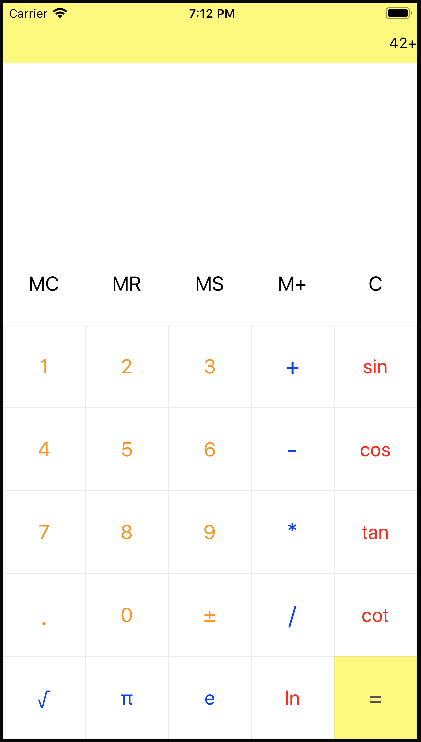 Carrier 7:12 PM
42+
MC MR MS M+ C
1 2 3 + sin
4 5 6 - cos
7 8 9 * tan
. 0 ± / cot
√ π e ln =